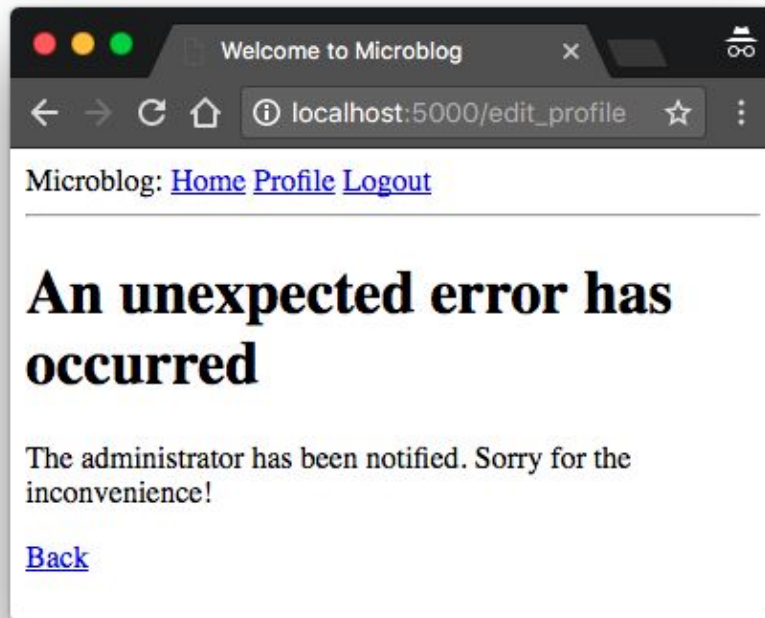 Welcome to Microblog
localhost:5000/edit_profile
Microblog: Home Profile Logout
An unexpected error has
occurred
The administrator has been notified. Sorry for the
inconvenience!
Back